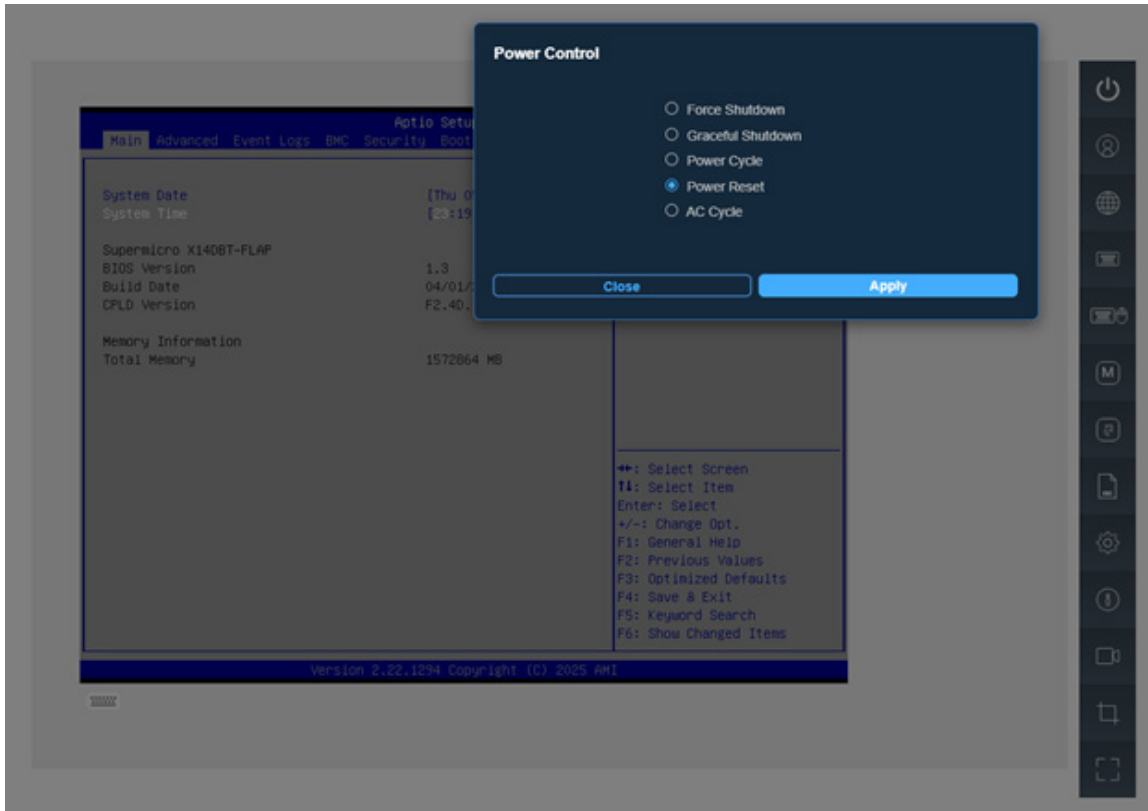 Power Control
Force Shutdown
Graceful Shutdown
Power Cycle
Power Reset
AC Cycle
Close
Apply
Aptio Setu
Main Advanced Event Logs BMC Security Boot
System Date [Thu 0
System Time [23:19
Supermicro X14DBT-FLAP
BIOS Version 1.3
Build Date 04/01/
CPLD Version F2.4D.
Memory Information
Total Memory 1572864 MB
→←: Select Screen
↑↓: Select Item
Enter: Select
+/-: Change Opt.
F1: General Help
F2: Previous Values
F3: Optimized Defaults
F4: Save & Exit
F5: Keyword Search
F6: Show Changed Items
Version 2.22.1294 Copyright (C) 2025 AMI
M